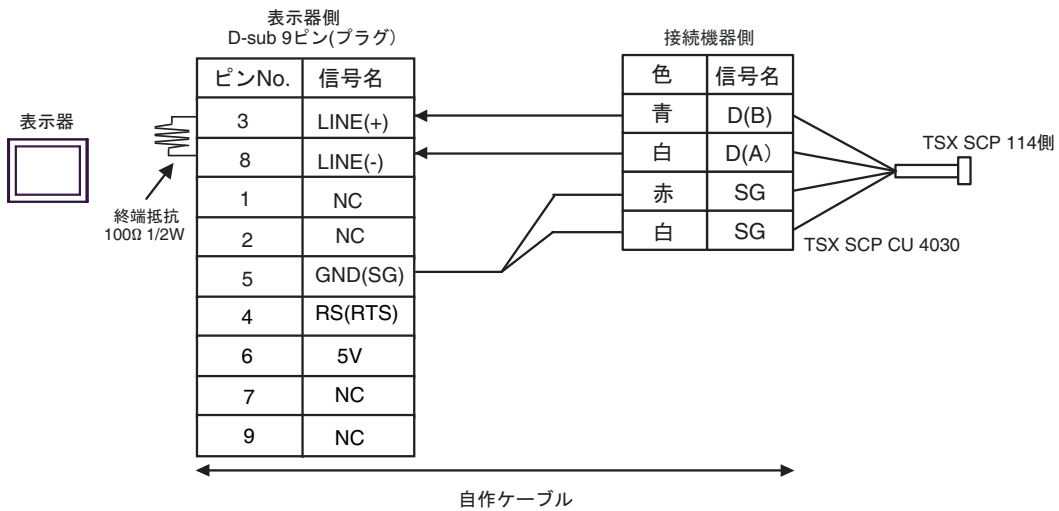 表示器側
D-sub 9ピン(プラグ)
接続機器側
表示器
ピンNo. 信号名
3 LINE(+)
8 LINE(-)
1 NC
2 NC
5 GND(SG)
4 RS(RTS)
6 5V
7 NC
9 NC
終端抵抗
100Ω 1/2W
色 信号名
青 D(B)
白 D(A)
赤 SG
白 SG
TSX SCP 114側
TSX SCP CU 4030
自作ケーブル